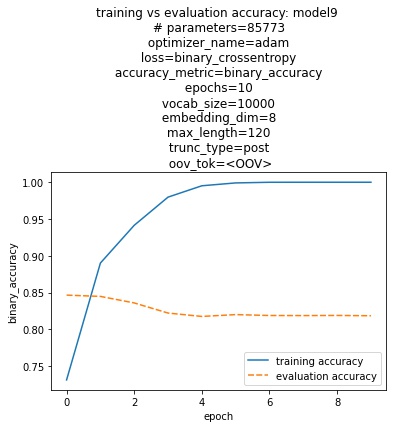 training vs evaluation accuracy: model9
# parameters=85773
optimizer_name=adam
loss=binary_crossentropy
accuracy_metric=binary_accuracy
epochs=10
vocab_size=10000
embedding_dim=8
max_length=120
trunc_type=post
oov_tok=<OOV>
1.00
0.95
0.90
0.85
0.80
0.75
binary_accuracy
training accuracy
evaluation accuracy
0 2 4 6 8
epoch